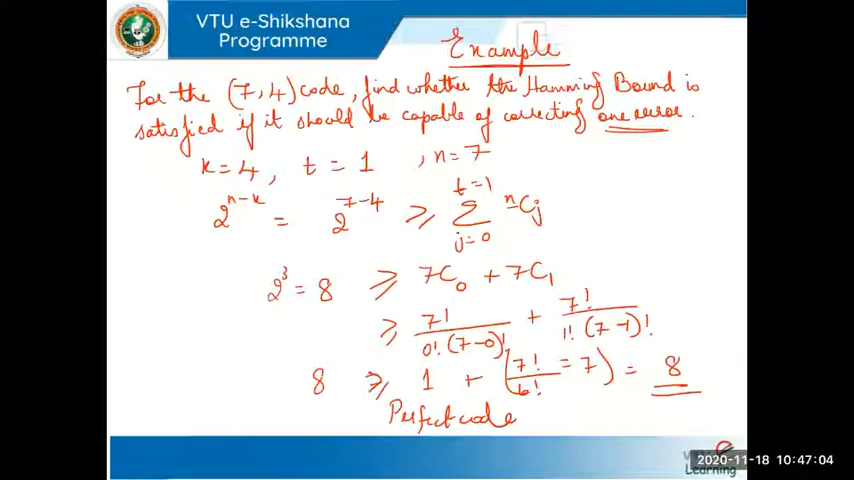 VTU e-Shikshana
Programme
Example
For the (7,4) code, find whether the Hamming Bound is
satisfied if it should be capable of correcting one error.
k=4, t=1, n=7
2^{n-k} = 2^{7-4} ≥ Σ_{j=0}^{t=1} ⁿCj
2³ = 8 ≥ 7C₀ + 7C₁
≥ 7!/0!(7-0)! + 7!/1!(7-1)!
8 ≥ 1 + (7!/6! = 7) = 8
Perfect code
2020-11-18 10:47:04
Learning